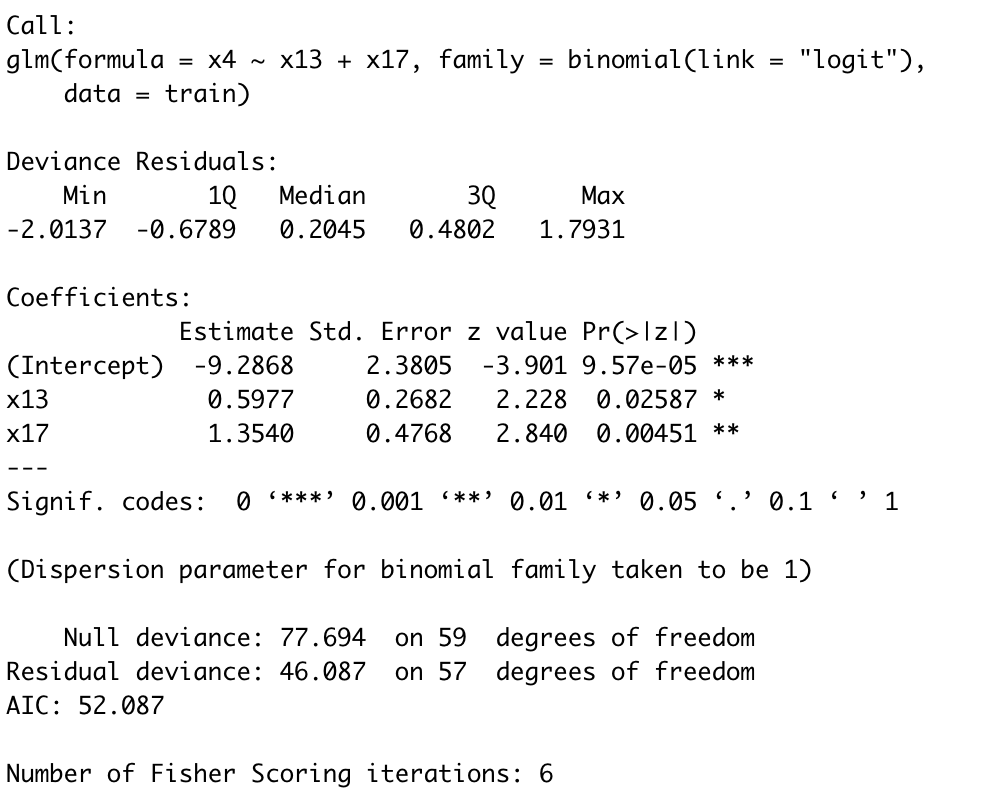 Call:
glm(formula = x4 ~ x13 + x17, family = binomial(link = "logit"),
    data = train)

Deviance Residuals:
    Min       1Q   Median       3Q      Max
-2.0137  -0.6789   0.2045   0.4802   1.7931

Coefficients:
            Estimate Std. Error z value Pr(>|z|)
(Intercept)  -9.2868     2.3805  -3.901 9.57e-05 ***
x13           0.5977     0.2682   2.228  0.02587 *
x17           1.3540     0.4768   2.840  0.00451 **
---
Signif. codes:  0 ‘***’ 0.001 ‘**’ 0.01 ‘*’ 0.05 ‘.’ 0.1 ‘ ’ 1

(Dispersion parameter for binomial family taken to be 1)

    Null deviance: 77.694  on 59  degrees of freedom
Residual deviance: 46.087  on 57  degrees of freedom
AIC: 52.087

Number of Fisher Scoring iterations: 6